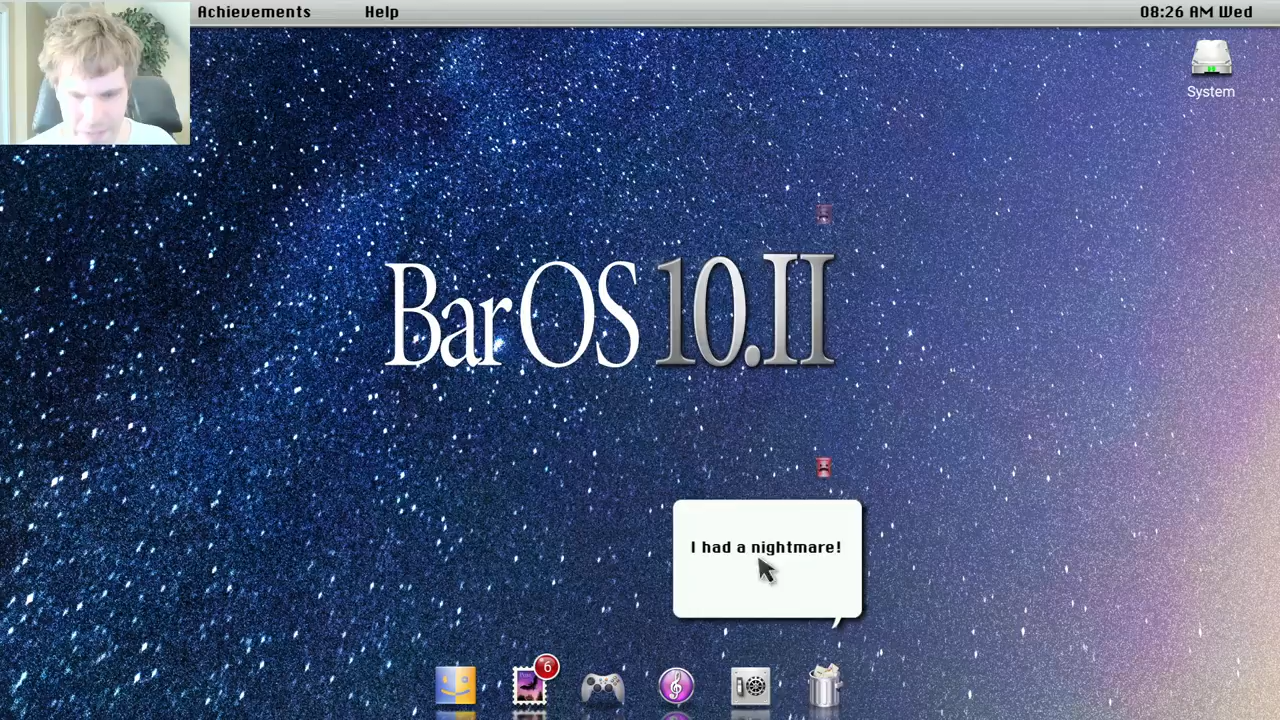 Achievements Help 08:26 AM Wed
System
BarOS 10.II
I had a nightmare!
6